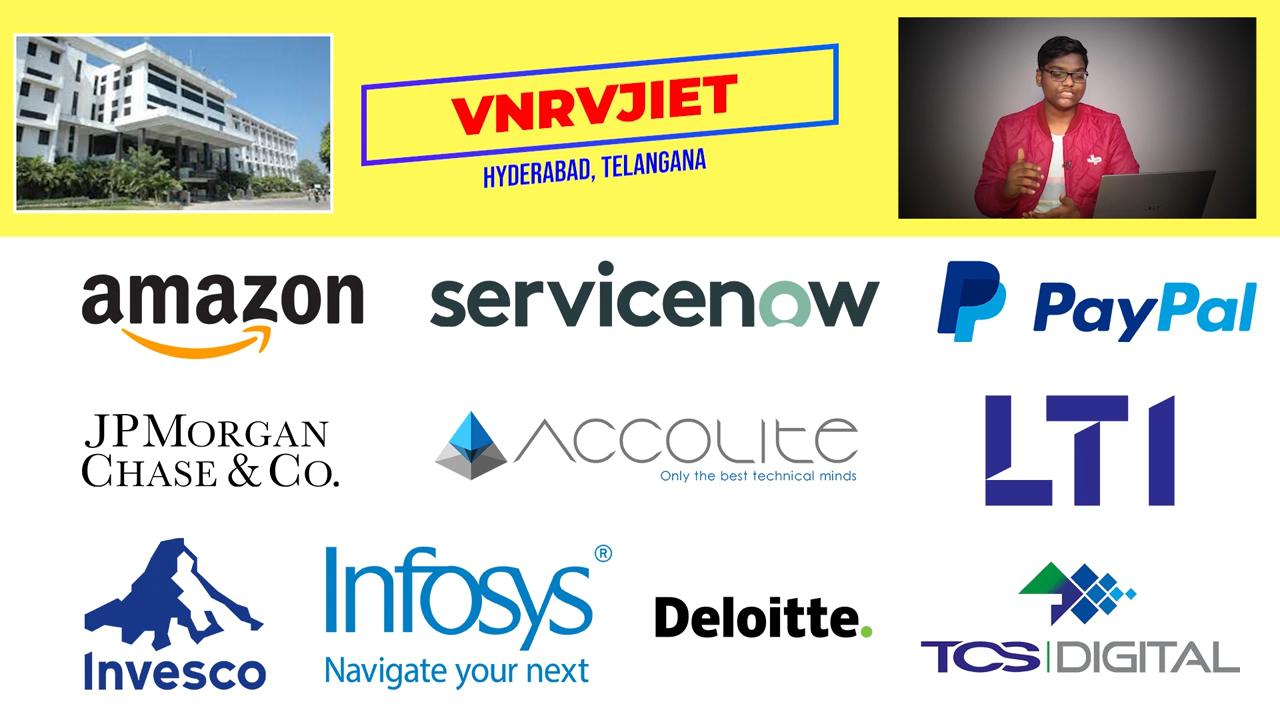 VNRVJIET
HYDERABAD, TELANGANA
amazon
servicenow
PayPal
JPMORGAN
CHASE & CO.
ACCOLITE
Only the best technical minds
LTI
Invesco
Infosys®
Navigate your next
Deloitte.
TCS | DIGITAL